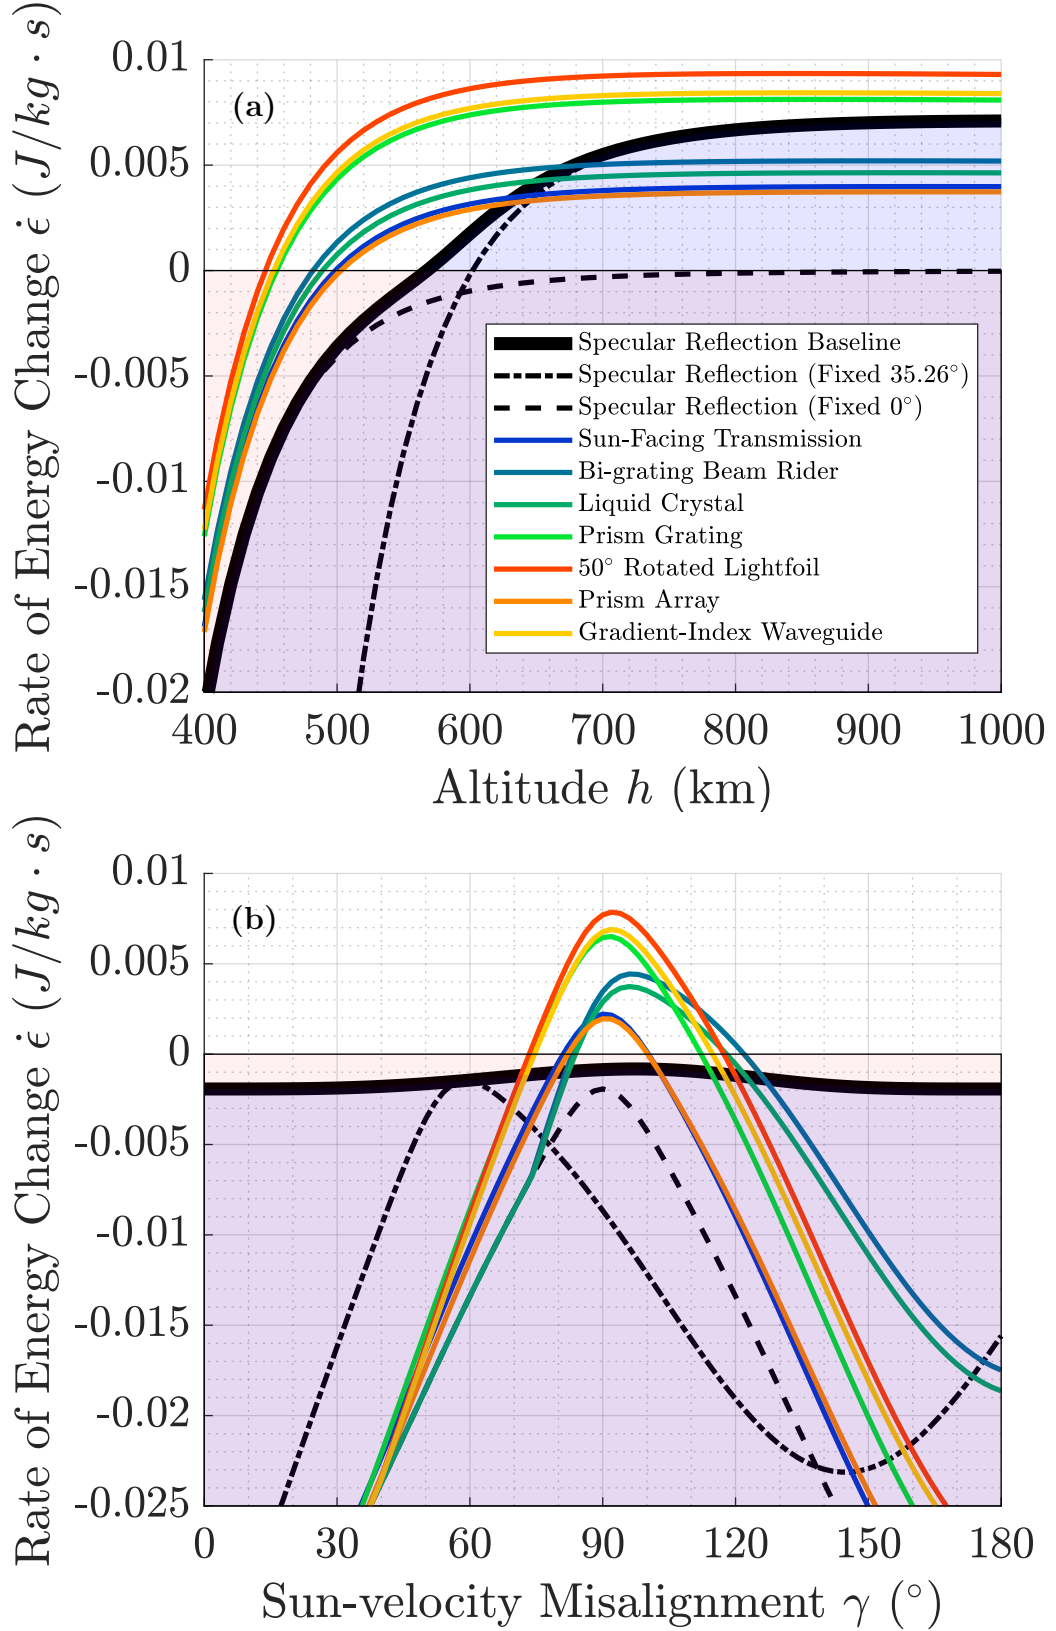 Rate of Energy Change ϵ̇ (J/kg · s)
0.01
0.005
0
-0.005
-0.01
-0.015
-0.02
(a)
Specular Reflection Baseline
Specular Reflection (Fixed 35.26°)
Specular Reflection (Fixed 0°)
Sun-Facing Transmission
Bi-grating Beam Rider
Liquid Crystal
Prism Grating
50° Rotated Lightfoil
Prism Array
Gradient-Index Waveguide
400 500 600 700 800 900 1000
Altitude h (km)
Rate of Energy Change ϵ̇ (J/kg · s)
0.01
0.005
0
-0.005
-0.01
-0.015
-0.02
-0.025
(b)
0 30 60 90 120 150 180
Sun-velocity Misalignment γ (°)